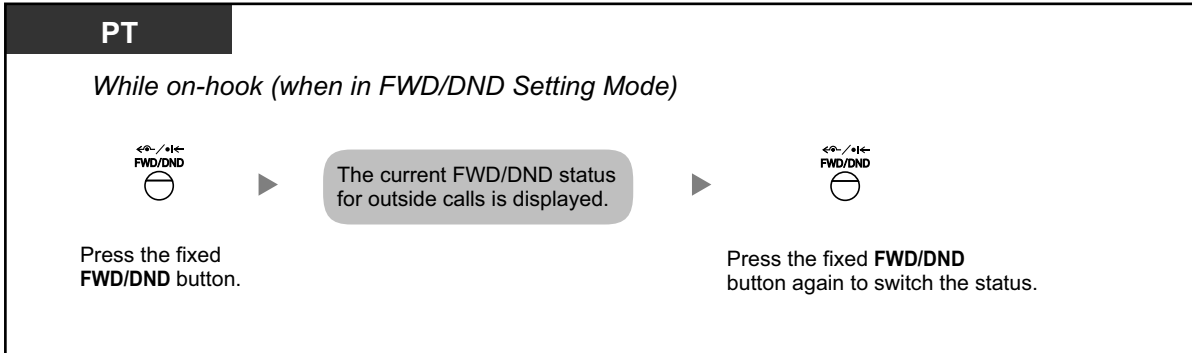 PT
While on-hook (when in FWD/DND Setting Mode)
FWD/DND
The current FWD/DND status
for outside calls is displayed.
FWD/DND
Press the fixed
FWD/DND button.
Press the fixed FWD/DND
button again to switch the status.